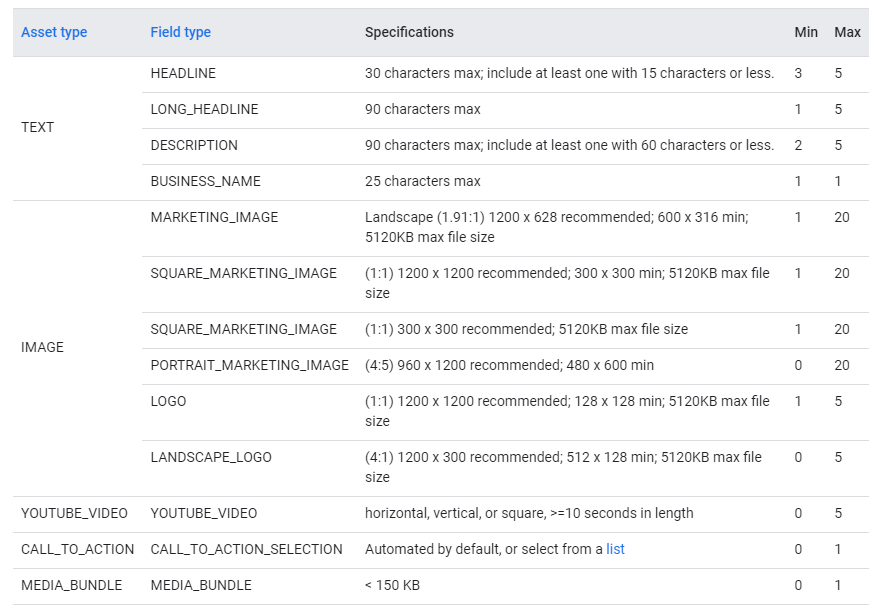 Asset type Field type Specifications Min Max
TEXT
HEADLINE 30 characters max; include at least one with 15 characters or less. 3 5
LONG_HEADLINE 90 characters max 1 5
DESCRIPTION 90 characters max; include at least one with 60 characters or less. 2 5
BUSINESS_NAME 25 characters max 1 1
IMAGE
MARKETING_IMAGE Landscape (1.91:1) 1200 x 628 recommended; 600 x 316 min; 1 20
5120KB max file size
SQUARE_MARKETING_IMAGE (1:1) 1200 x 1200 recommended; 300 x 300 min; 5120KB max file 1 20
size
SQUARE_MARKETING_IMAGE (1:1) 300 x 300 recommended; 5120KB max file size 1 20
PORTRAIT_MARKETING_IMAGE (4:5) 960 x 1200 recommended; 480 x 600 min 0 20
LOGO (1:1) 1200 x 1200 recommended; 128 x 128 min; 5120KB max file 1 5
size
LANDSCAPE_LOGO (4:1) 1200 x 300 recommended; 512 x 128 min; 5120KB max file 0 5
size
YOUTUBE_VIDEO YOUTUBE_VIDEO horizontal, vertical, or square, >=10 seconds in length 0 5
CALL_TO_ACTION CALL_TO_ACTION_SELECTION Automated by default, or select from a list 0 1
MEDIA_BUNDLE MEDIA_BUNDLE < 150 KB 0 1